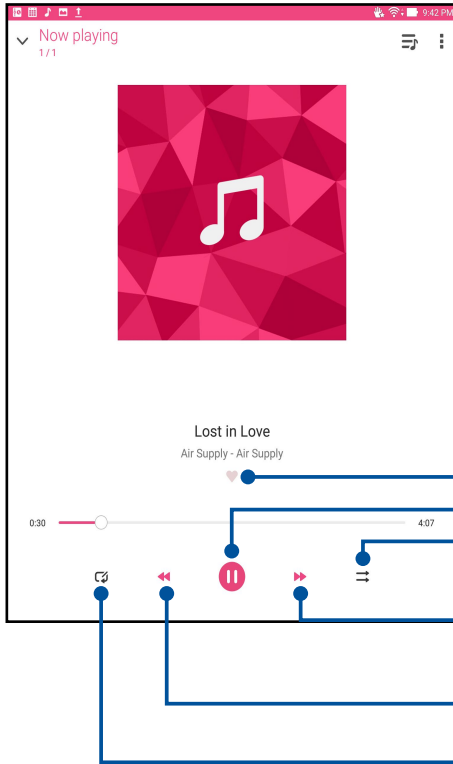 9:42 PM
Now playing
1 / 1
Lost in Love
Air Supply - Air Supply
0:30
4:07